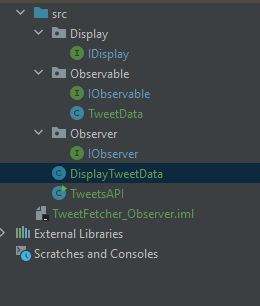 src
Display
IDisplay
Observable
IObservable
TweetData
Observer
IObserver
DisplayTweetData
TweetsAPI
TweetFetcher_Observer.iml
External Libraries
Scratches and Consoles